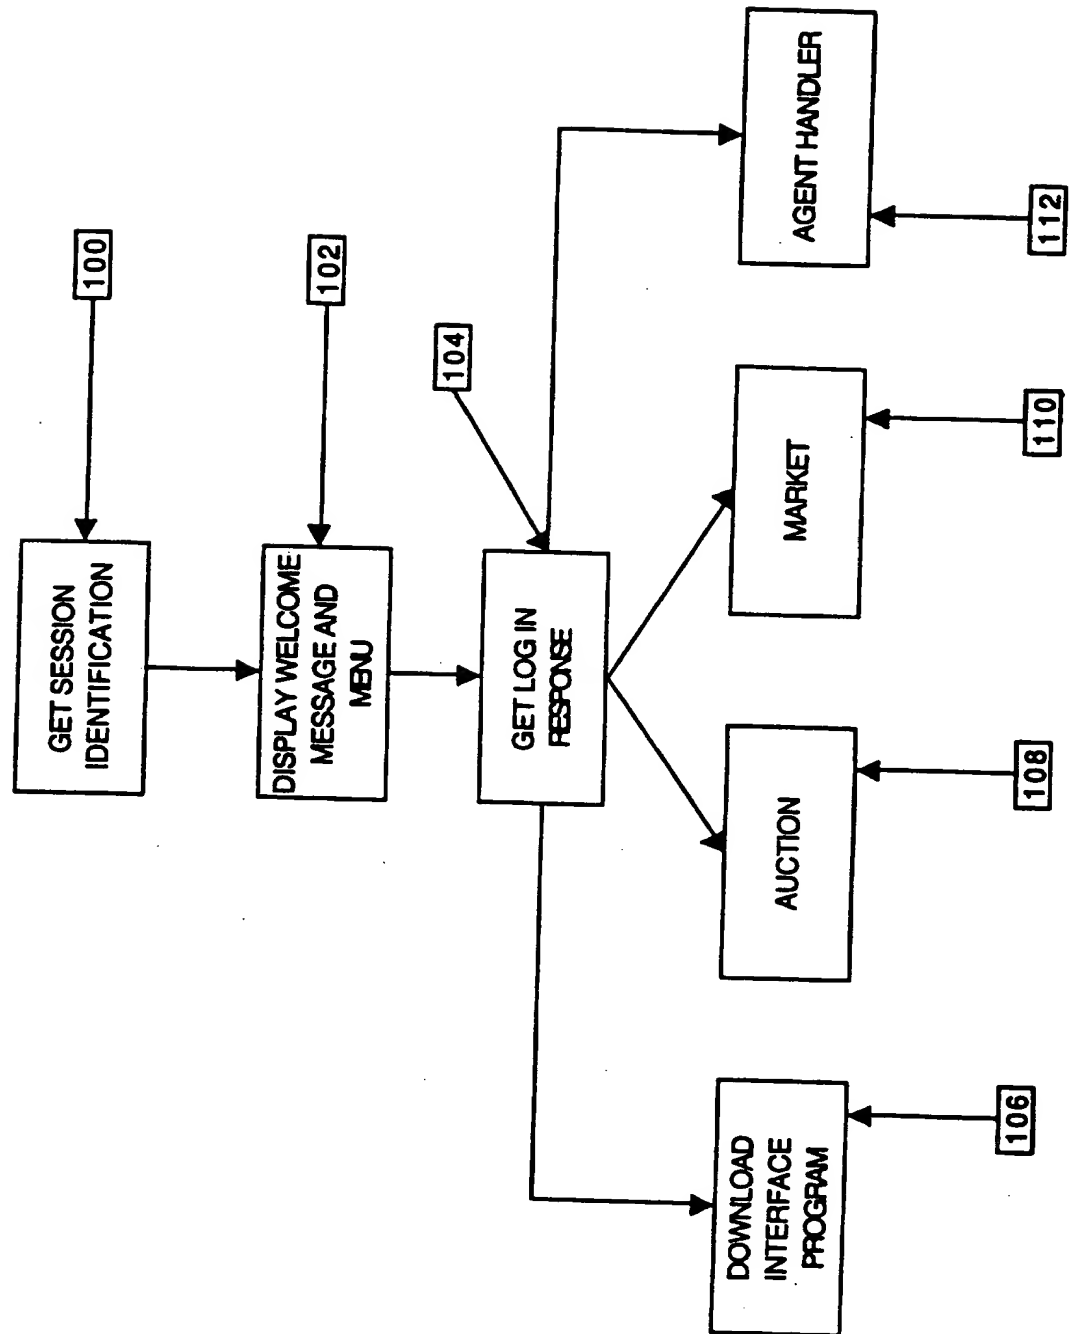 GET SESSION
IDENTIFICATION
100
DISPLAY WELCOME
MESSAGE AND
MENU
102
GET LOG IN
RESPONSE
104
DOWNLOAD
INTERFACE
PROGRAM
106
AUCTION
108
MARKET
110
AGENT HANDLER
112